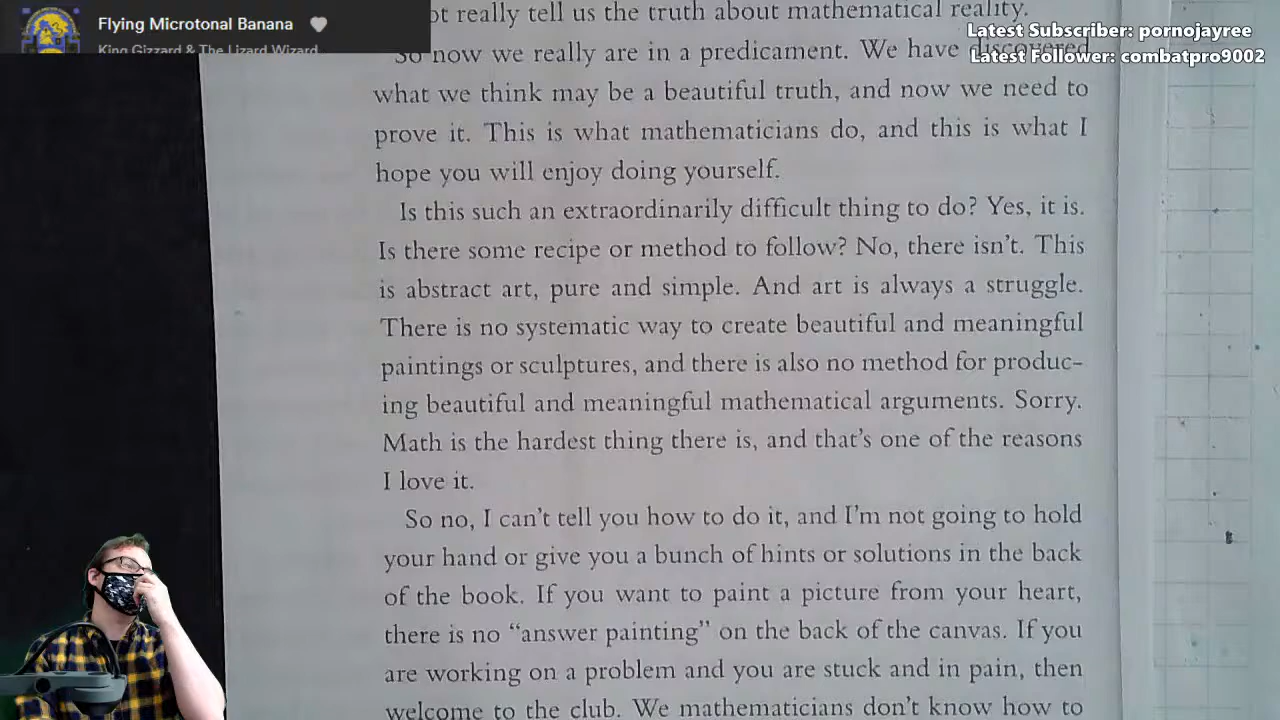 Flying Microtonal Banana
King Gizzard & The Lizard Wizard
Latest Subscriber: pornojayree
Latest Follower: combatpro9002
not really tell us the truth about mathematical reality.
So now we really are in a predicament. We have discovered
what we think may be a beautiful truth, and now we need to
prove it. This is what mathematicians do, and this is what I
hope you will enjoy doing yourself.
Is this such an extraordinarily difficult thing to do? Yes, it is.
Is there some recipe or method to follow? No, there isn't. This
is abstract art, pure and simple. And art is always a struggle.
There is no systematic way to create beautiful and meaningful
paintings or sculptures, and there is also no method for produc-
ing beautiful and meaningful mathematical arguments. Sorry.
Math is the hardest thing there is, and that's one of the reasons
I love it.
So no, I can't tell you how to do it, and I'm not going to hold
your hand or give you a bunch of hints or solutions in the back
of the book. If you want to paint a picture from your heart,
there is no “answer painting” on the back of the canvas. If you
are working on a problem and you are stuck and in pain, then
welcome to the club. We mathematicians don't know how to